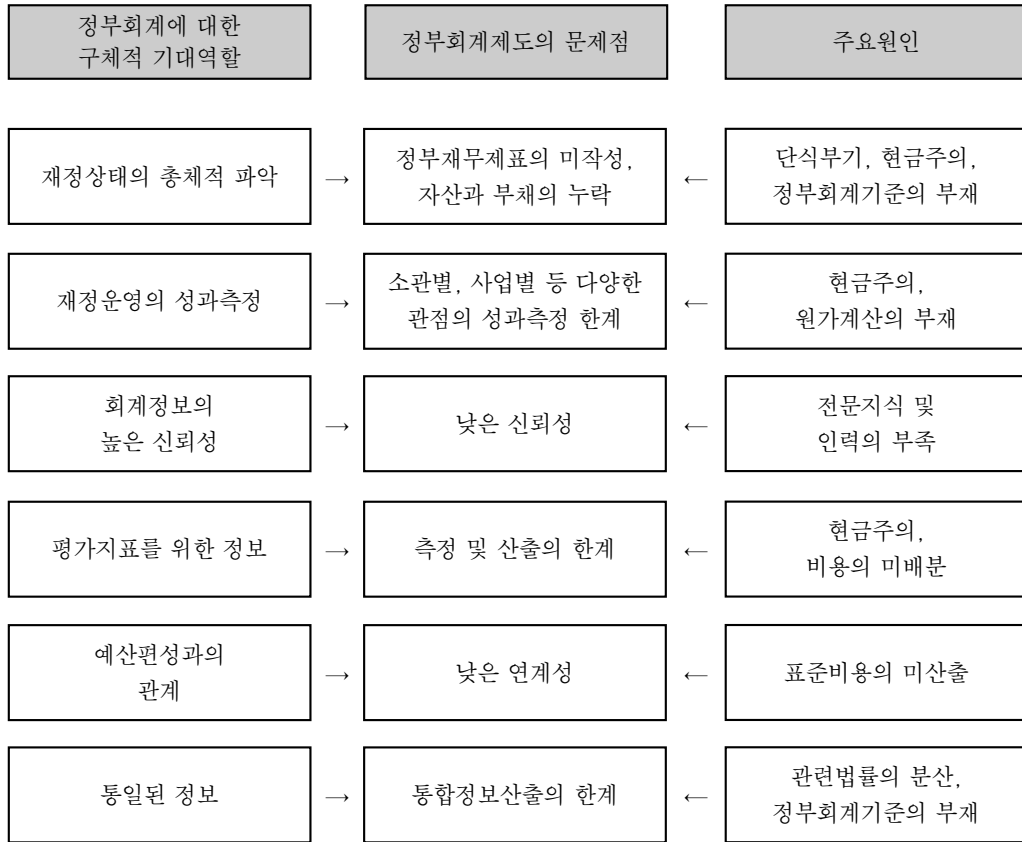 정부회계에 대한
구체적 기대역할
정부회계제도의 문제점
주요원인
재정상태의 총체적 파악
→
정부재무제표의 미작성,
자산과 부채의 누락
←
단식부기, 현금주의,
정부회계기준의 부재
재정운영의 성과측정
→
소관별, 사업별 등 다양한
관점의 성과측정 한계
←
현금주의,
원가계산의 부재
회계정보의
높은 신뢰성
→
낮은 신뢰성
←
전문지식 및
인력의 부족
평가지표를 위한 정보
→
측정 및 산출의 한계
←
현금주의,
비용의 미배분
예산편성과의
관계
→
낮은 연계성
←
표준비용의 미산출
통일된 정보
→
통합정보산출의 한계
←
관련법률의 분산,
정부회계기준의 부재